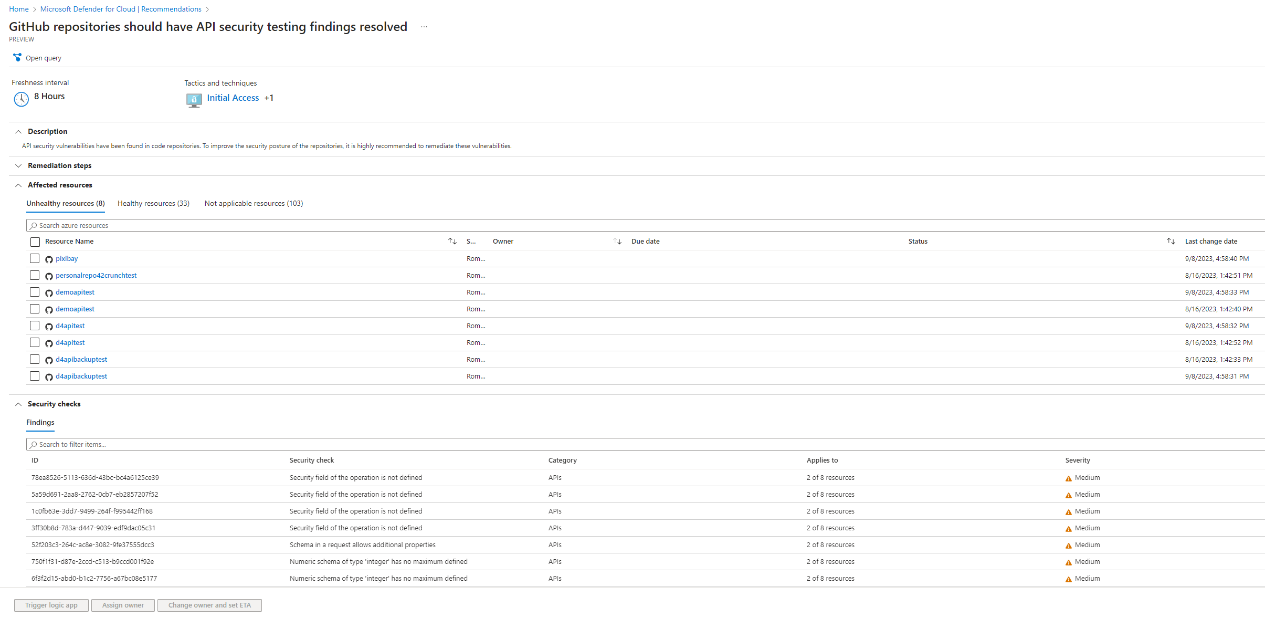 Home > Microsoft Defender for Cloud | Recommendations >
GitHub repositories should have API security testing findings resolved ...
PREVIEW
Open query
Freshness interval Tactics and techniques
8 Hours Initial Access +1
Description
API security vulnerabilities have been found in code repositories. To improve the security posture of the repositories, it is highly recommended to remediate these vulnerabilities.
Remediation steps
Affected resources
Unhealthy resources (8) Healthy resources (33) Not applicable resources (103)
Search azure resources
Resource Name S... Owner Due date Status Last change date
pixibay Rom... 9/8/2023, 4:58:40 PM
personalrepo42crunchtest Rom... 8/16/2023, 1:42:51 PM
demoapitest Rom... 9/8/2023, 4:58:33 PM
demoapitest Rom... 8/16/2023, 1:42:40 PM
d4apitest Rom... 9/8/2023, 4:58:32 PM
d4apitest Rom... 8/16/2023, 1:42:52 PM
d4apibackuptest Rom... 8/16/2023, 1:42:33 PM
d4apibackuptest Rom... 9/8/2023, 4:58:31 PM
Security checks
Findings
Search to filter items...
ID Security check Category Applies to Severity
78ea8526-5113-636d-43bc-bc4a6125ce39 Security field of the operation is not defined APIs 2 of 8 resources Medium
5a59d691-2aa8-2762-0cb7-eb2857207f52 Security field of the operation is not defined APIs 2 of 8 resources Medium
1c0fb63e-3dd7-9499-264f-f995442ff168 Security field of the operation is not defined APIs 2 of 8 resources Medium
3ff30b8d-783a-d447-9039-edf9dac05c31 Security field of the operation is not defined APIs 2 of 8 resources Medium
52f203c3-264c-ac8e-3082-9fe37555dcc3 Schema in a request allows additional properties APIs 2 of 8 resources Medium
750f1f31-d87e-2ccd-c513-b9ccd001f92e Numeric schema of type 'integer' has no maximum defined APIs 2 of 8 resources Medium
6f3f2d15-abd0-b1c2-7756-a67bc08e5177 Numeric schema of type 'integer' has no maximum defined APIs 2 of 8 resources Medium
Trigger logic app Assign owner Change owner and set ETA